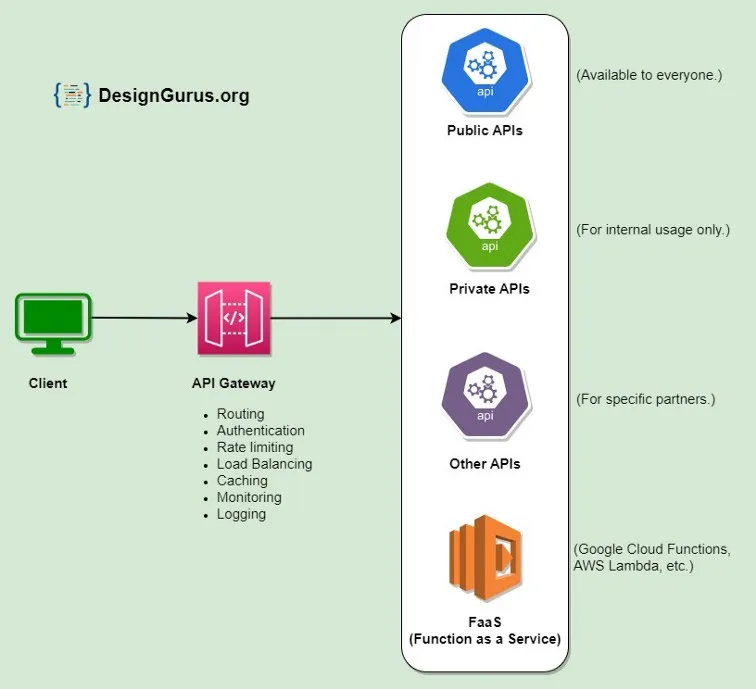 DesignGurus.org
api
Public APIs
(Available to everyone.)
api
Private APIs
(For internal usage only.)
Client
</>
API Gateway
Routing
Authentication
Rate limiting
Load Balancing
Caching
Monitoring
Logging
api
Other APIs
(For specific partners.)
FaaS
(Function as a Service)
(Google Cloud Functions,
AWS Lambda, etc.)